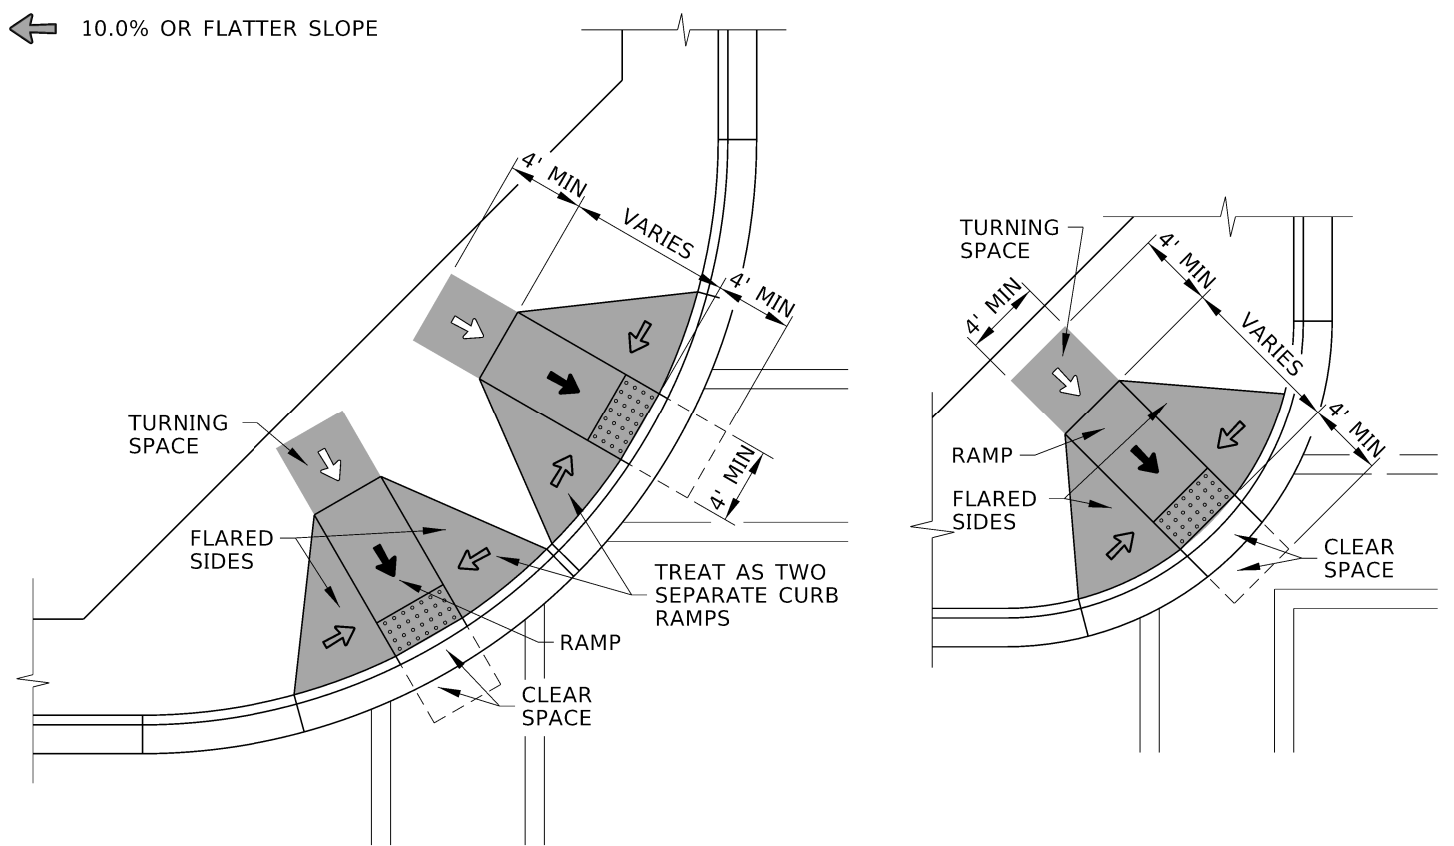 10.0% OR FLATTER SLOPE
4' MIN
VARIES
4' MIN
4' MIN
TURNING
SPACE
FLARED
SIDES
TREAT AS TWO
SEPARATE CURB
RAMPS
RAMP
CLEAR
SPACE
TURNING
SPACE
4' MIN
4' MIN
VARIES
4' MIN
RAMP
FLARED
SIDES
CLEAR
SPACE